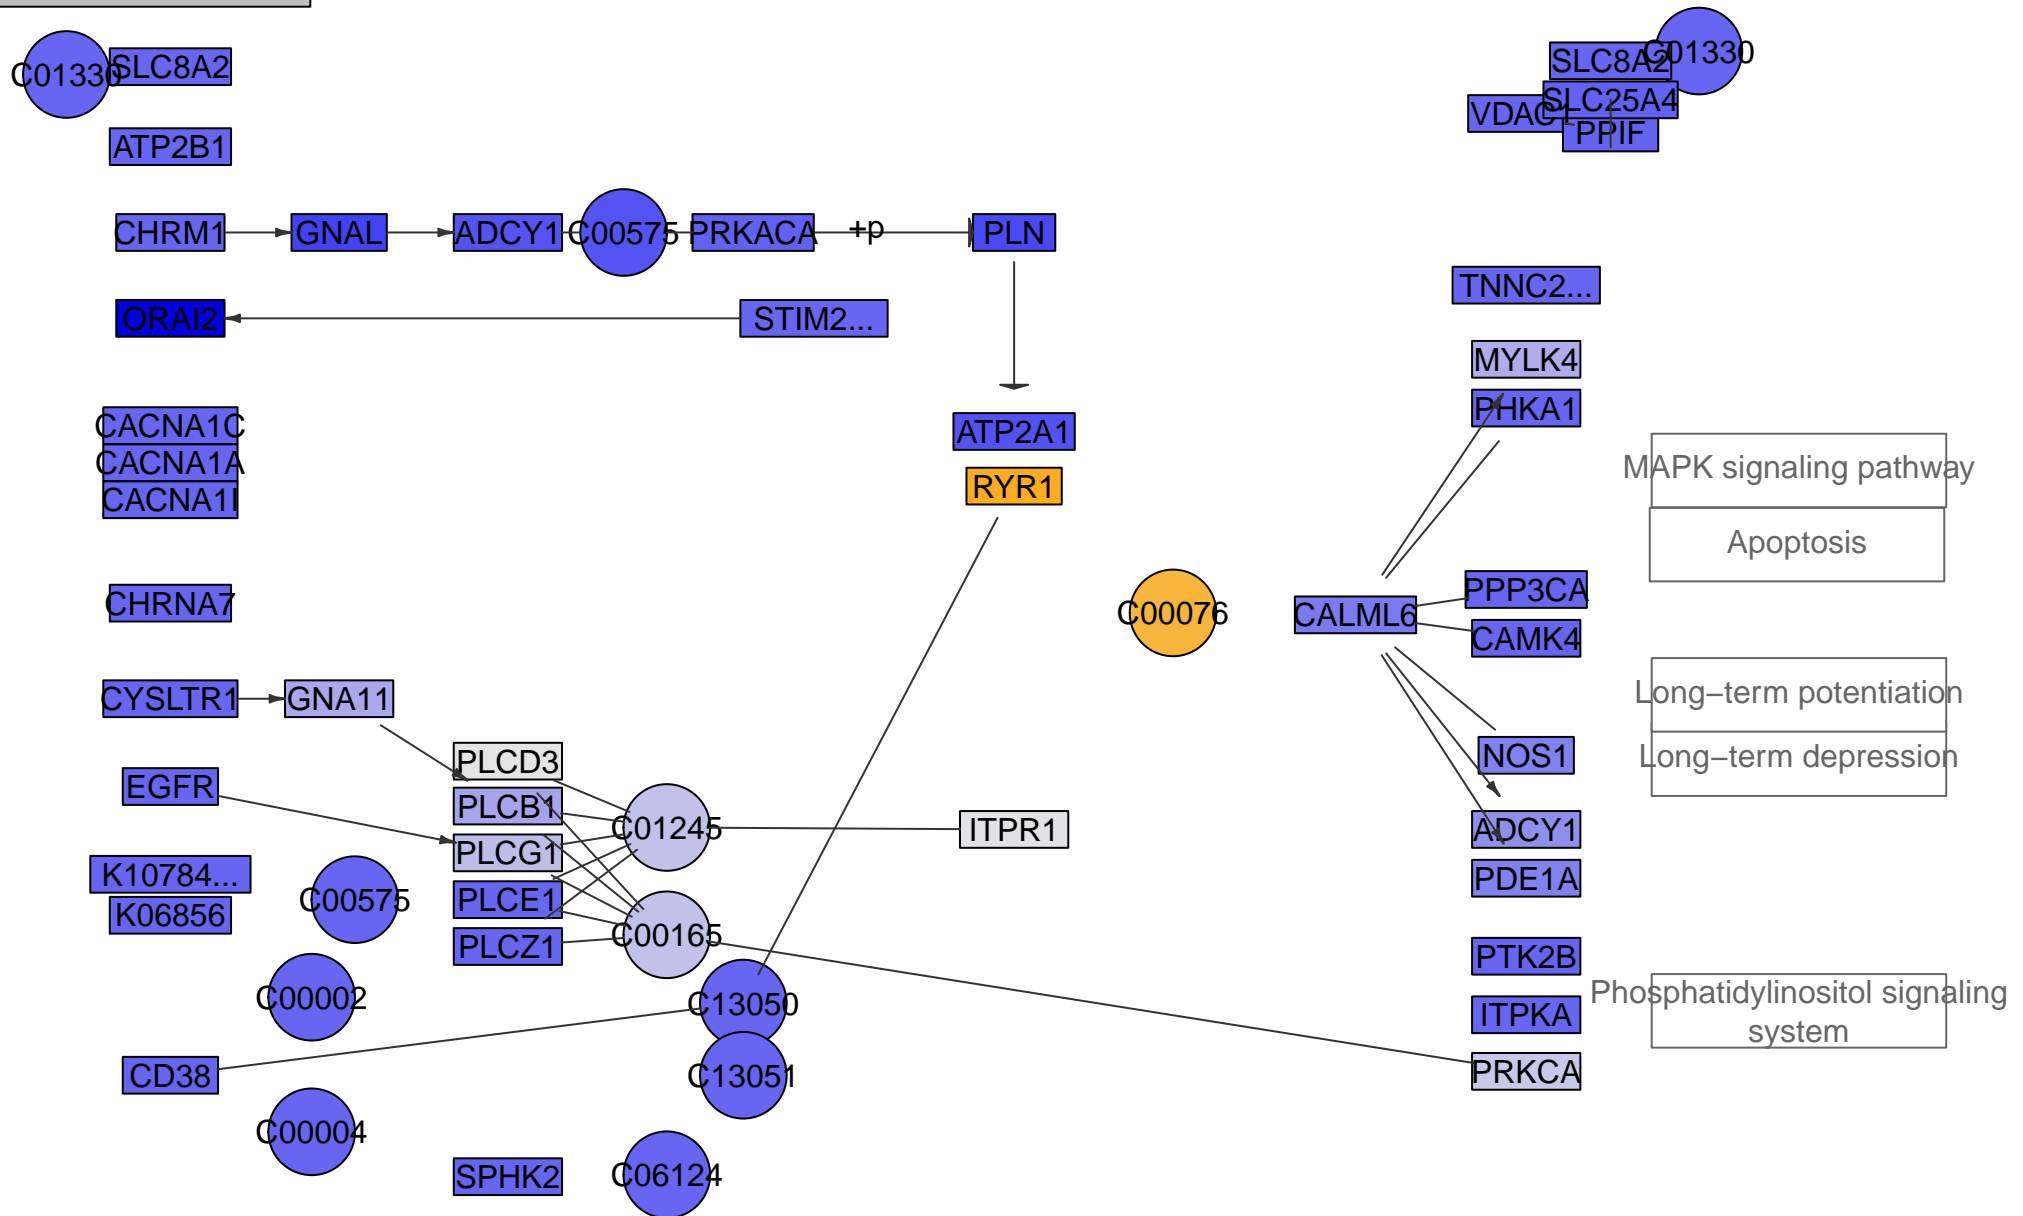 C01330
SLC8A2
SLC8A2
C01330
SLC25A4
VDAC1
PPIF
ATP2B1
CHRM1
GNAL
ADCY1
C00575
PRKACA
+p
PLN
TNNC2...
ORAI2
STIM2...
MYLK4
PHKA1
CACNA1C
ATP2A1
CACNA1A
MAPK signaling pathway
RYR1
CACNA1I
Apoptosis
CHRNA7
C00076
CALML6
PPP3CA
CAMK4
CYSLTR1
GNA11
Long−term potentiation
PLCD3
NOS1
Long−term depression
EGFR
PLCB1
C01245
ITPR1
ADCY1
PLCG1
K10784...
PDE1A
C00575
PLCE1
K06856
C00165
PLCZ1
PTK2B
C00002
C13050
Phosphatidylinositol signaling
system
ITPKA
CD38
C13051
PRKCA
C00004
SPHK2
C06124